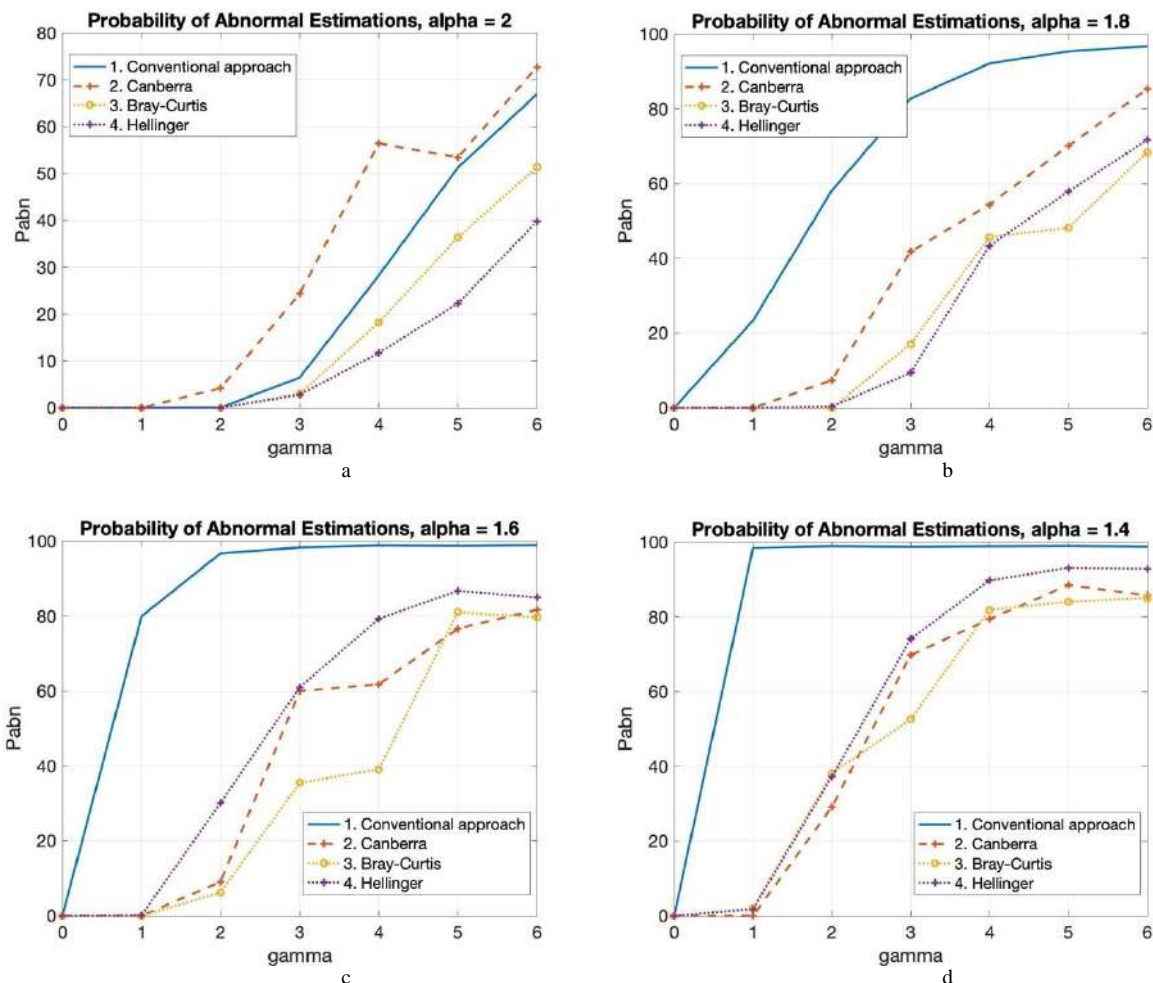 Probability of Abnormal Estimations, alpha = 2
80
70
60
50
40
30
20
10
0
Pabn
1. Conventional approach
2. Canberra
3. Bray-Curtis
4. Hellinger
0 1 2 3 4 5 6
gamma
a
Probability of Abnormal Estimations, alpha = 1.8
100
80
60
40
20
0
Pabn
1. Conventional approach
2. Canberra
3. Bray-Curtis
4. Hellinger
0 1 2 3 4 5 6
gamma
b
Probability of Abnormal Estimations, alpha = 1.6
100
80
60
40
20
0
Pabn
1. Conventional approach
2. Canberra
3. Bray-Curtis
4. Hellinger
0 1 2 3 4 5 6
gamma
c
Probability of Abnormal Estimations, alpha = 1.4
100
80
60
40
20
0
Pabn
1. Conventional approach
2. Canberra
3. Bray-Curtis
4. Hellinger
0 1 2 3 4 5 6
gamma
d